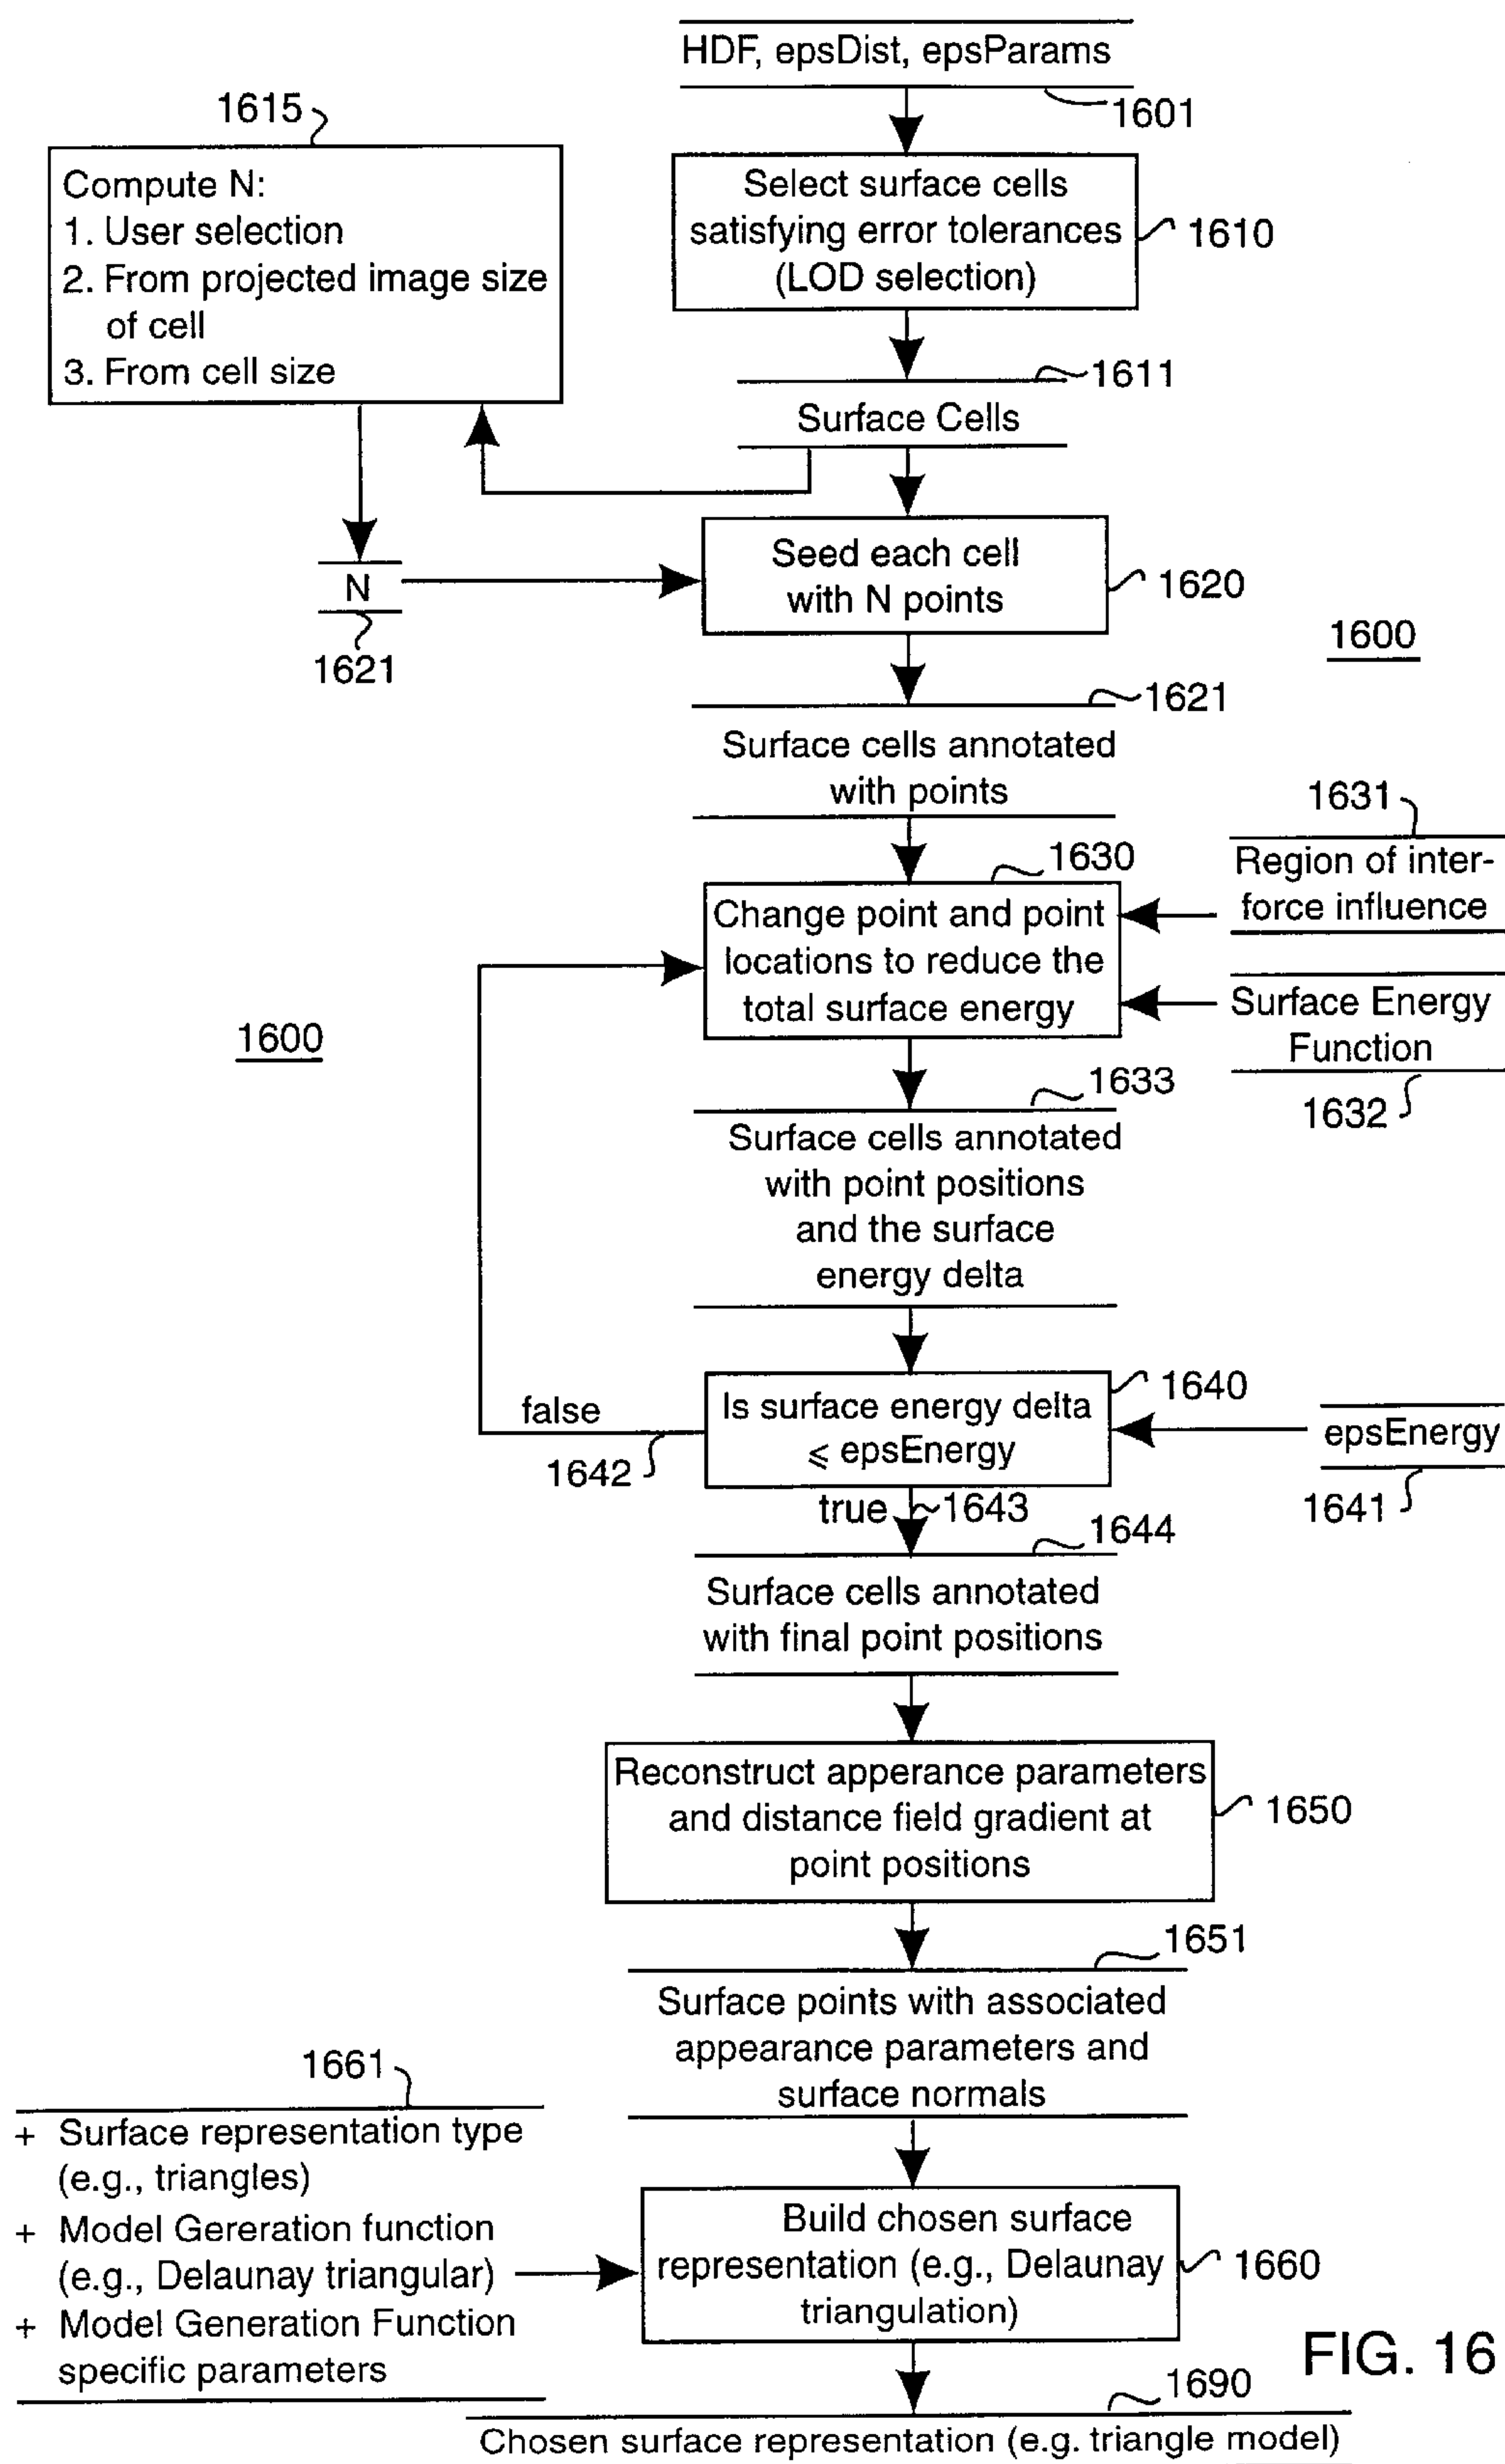 HDF, epsDist, epsParams
1601
1615
Compute N:
1. User selection
2. From projected image size
of cell
3. From cell size
Select surface cells
satisfying error tolerances
(LOD selection)
1610
1611
Surface Cells
Seed each cell
with N points
1620
N
1621
1600
1621
Surface cells annotated
with points
1631
Region of inter-
force influence
1630
Change point and point
locations to reduce the
total surface energy
Surface Energy
Function
1632
1600
1633
Surface cells annotated
with point positions
and the surface
energy delta
1640
Is surface energy delta
⩽ epsEnergy
false
1642
epsEnergy
1641
true
1643
1644
Surface cells annotated
with final point positions
Reconstruct apperance parameters
and distance field gradient at
point positions
1650
1651
Surface points with associated
appearance parameters and
surface normals
1661
+ Surface representation type
(e.g., triangles)
+ Model Gereration function
(e.g., Delaunay triangular)
+ Model Generation Function
specific parameters
Build chosen surface
representation (e.g., Delaunay
triangulation)
1660
FIG. 16
1690
Chosen surface representation (e.g. triangle model)